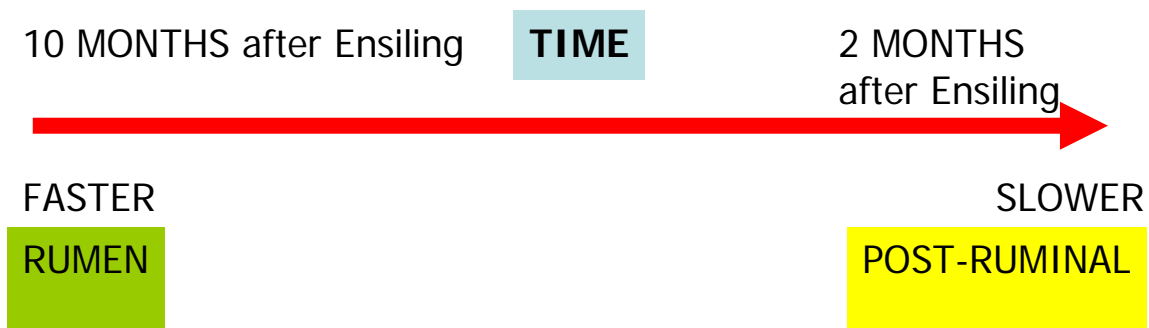 10 MONTHS after Ensiling
TIME
2 MONTHS
after Ensiling
FASTER
SLOWER
RUMEN
POST-RUMINAL